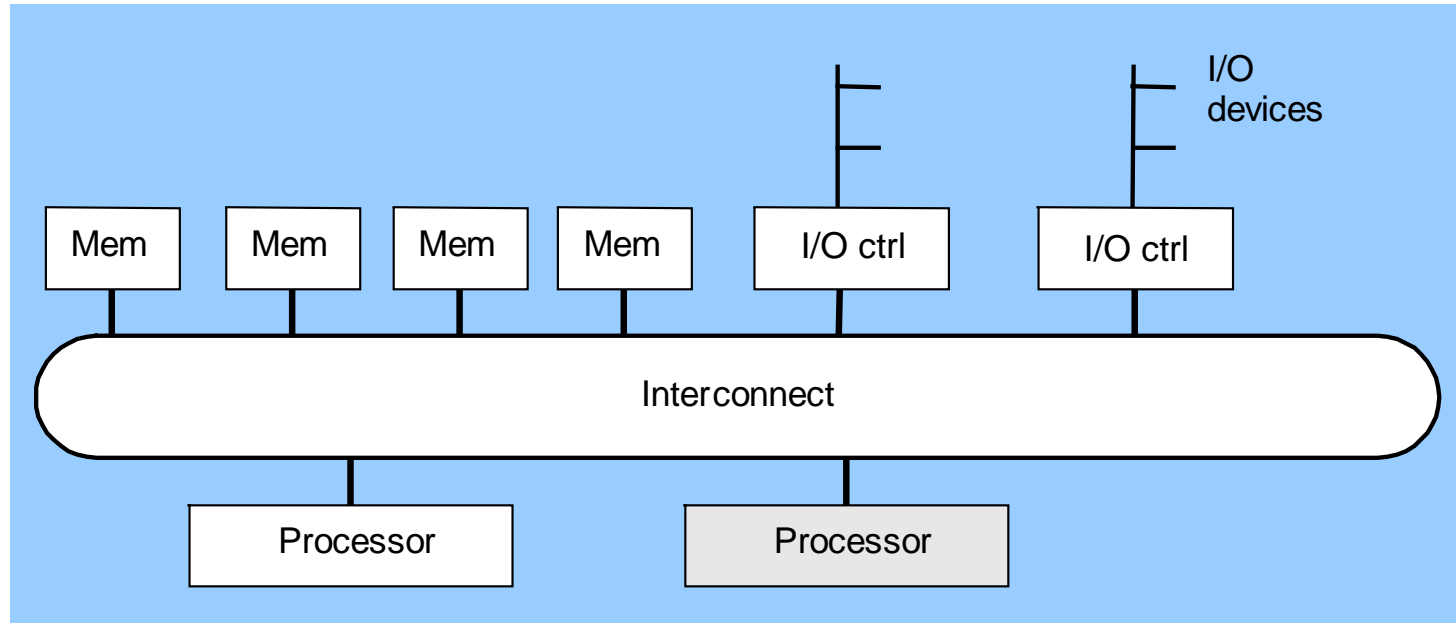 I/O
devices
Mem
Mem
Mem
Mem
I/O ctrl
I/O ctrl
Interconnect
Processor
Processor